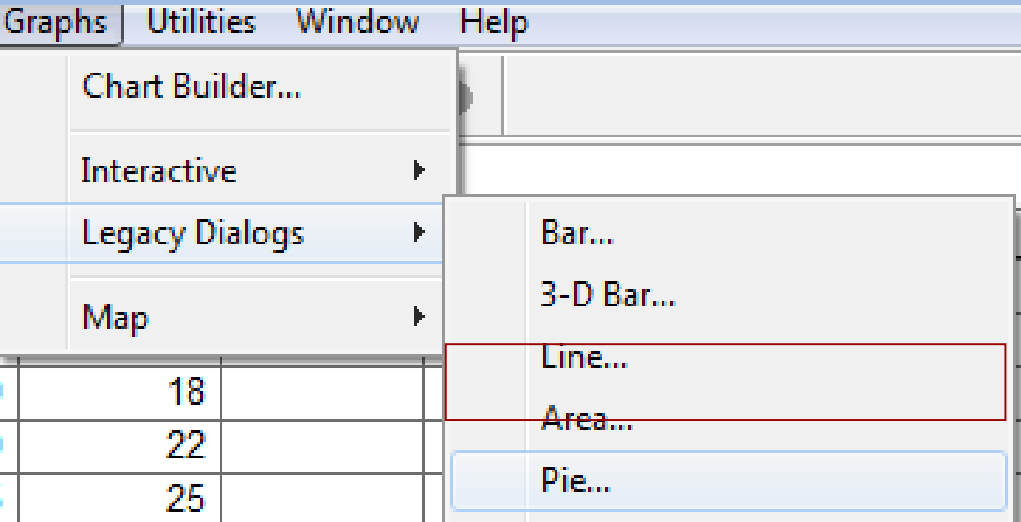 Graphs Utilities Window Help
Chart Builder...
Interactive
Legacy Dialogs
Map
Bar...
3-D Bar...
Line...
Area...
Pie...
18
22
25